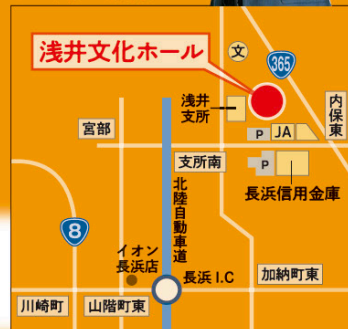 浅井文化ホール
文
365
浅井
支所
内保東
P
JA
宮部
支所南
P
長浜信用金庫
北陸自動車道
8
イオン
長浜店
長浜 I.C
加納町東
川崎町
山階町東